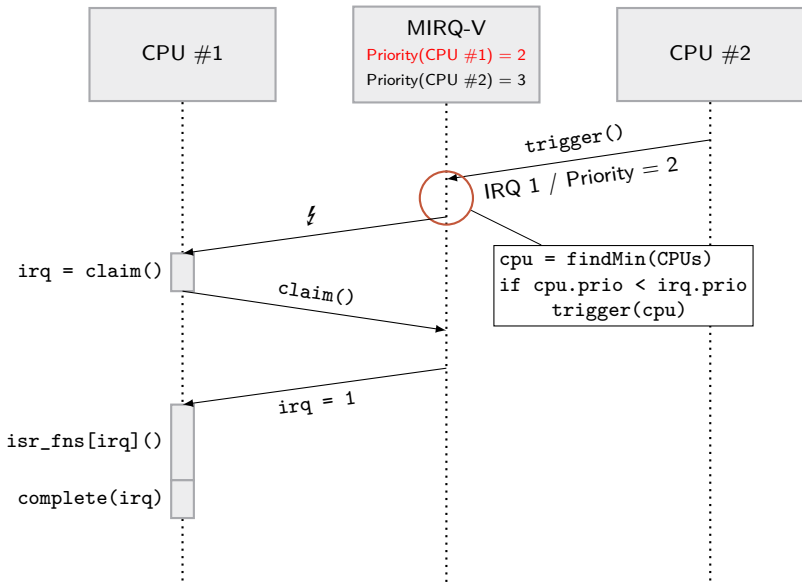 CPU #1
MIRQ-V
Priority(CPU #1) = 2
Priority(CPU #2) = 3
CPU #2
trigger()
IRQ 1 / Priority = 2
cpu = findMin(CPUs)
if cpu.prio < irq.prio
trigger(cpu)
irq = claim()
claim()
irq = 1
isr_fns[irq]()
complete(irq)